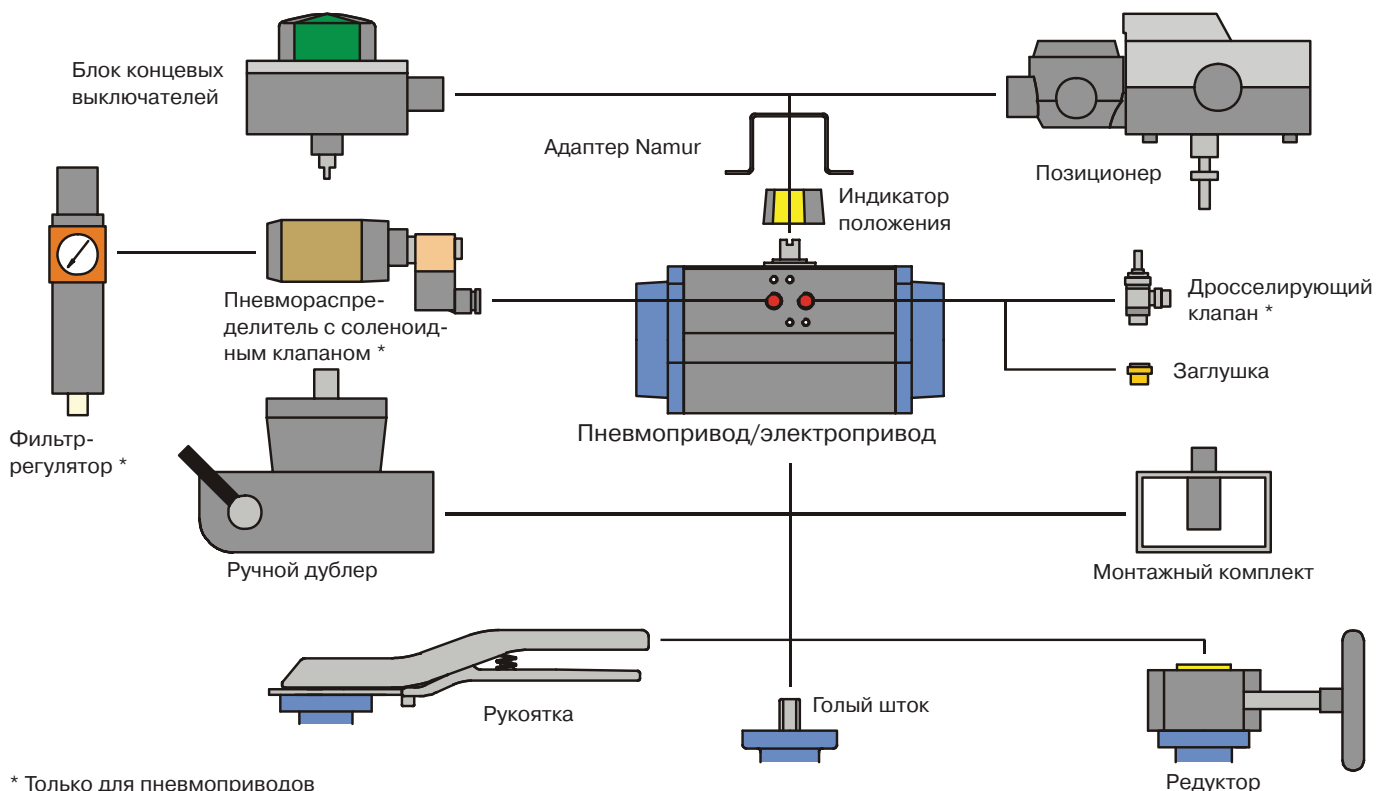 Блок концевых
выключателей
Адаптер Namur
Позиционер
Индикатор
положения
Пневмораспре-
делитель с соленоид-
ным клапаном *
Дросселирующий
клапан *
Заглушка
Фильтр-
регулятор *
Пневмопривод/электропривод
Ручной дублер
Монтажный комплект
Рукоятка
Голый шток
Редуктор
* Только для пневмоприводов